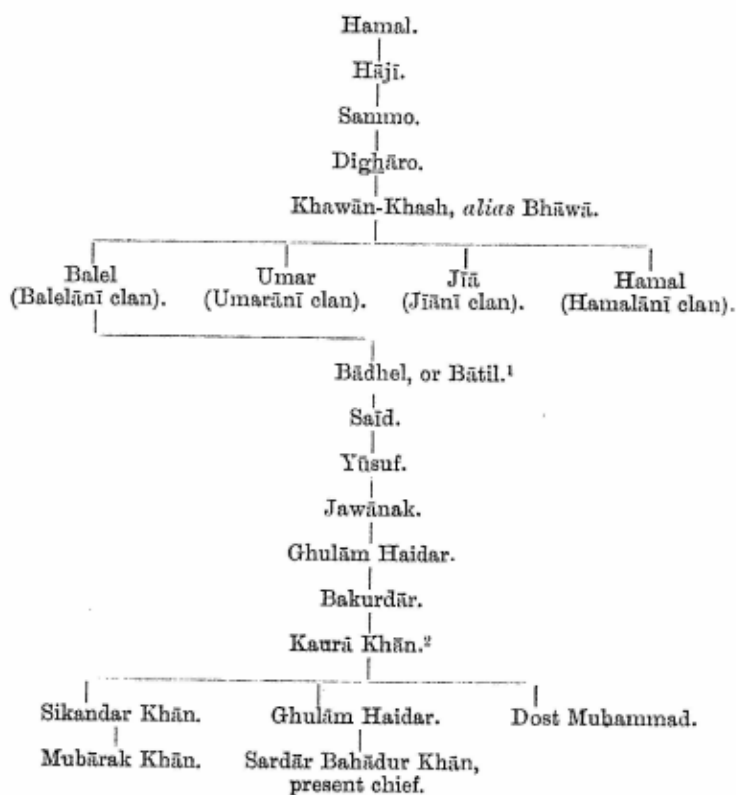 Hamal.
Hājī.
Sammo.
Dighāro.
Khawān-Khash, alias Bhāwā.
Balel Umar Jīā Hamal
(Balelānī clan). (Umarānī clan). (Jīānī clan). (Hamalānī clan).
Bādhel, or Bātil.¹
Saīd.
Yūsuf.
Jawānak.
Ghulām Haidar.
Bakurdār.
Kaurā Khān.²
Sikandar Khān. Ghulām Haidar. Dost Muḥammad.
Mubārak Khān. Sardār Bahādur Khān,
present chief.